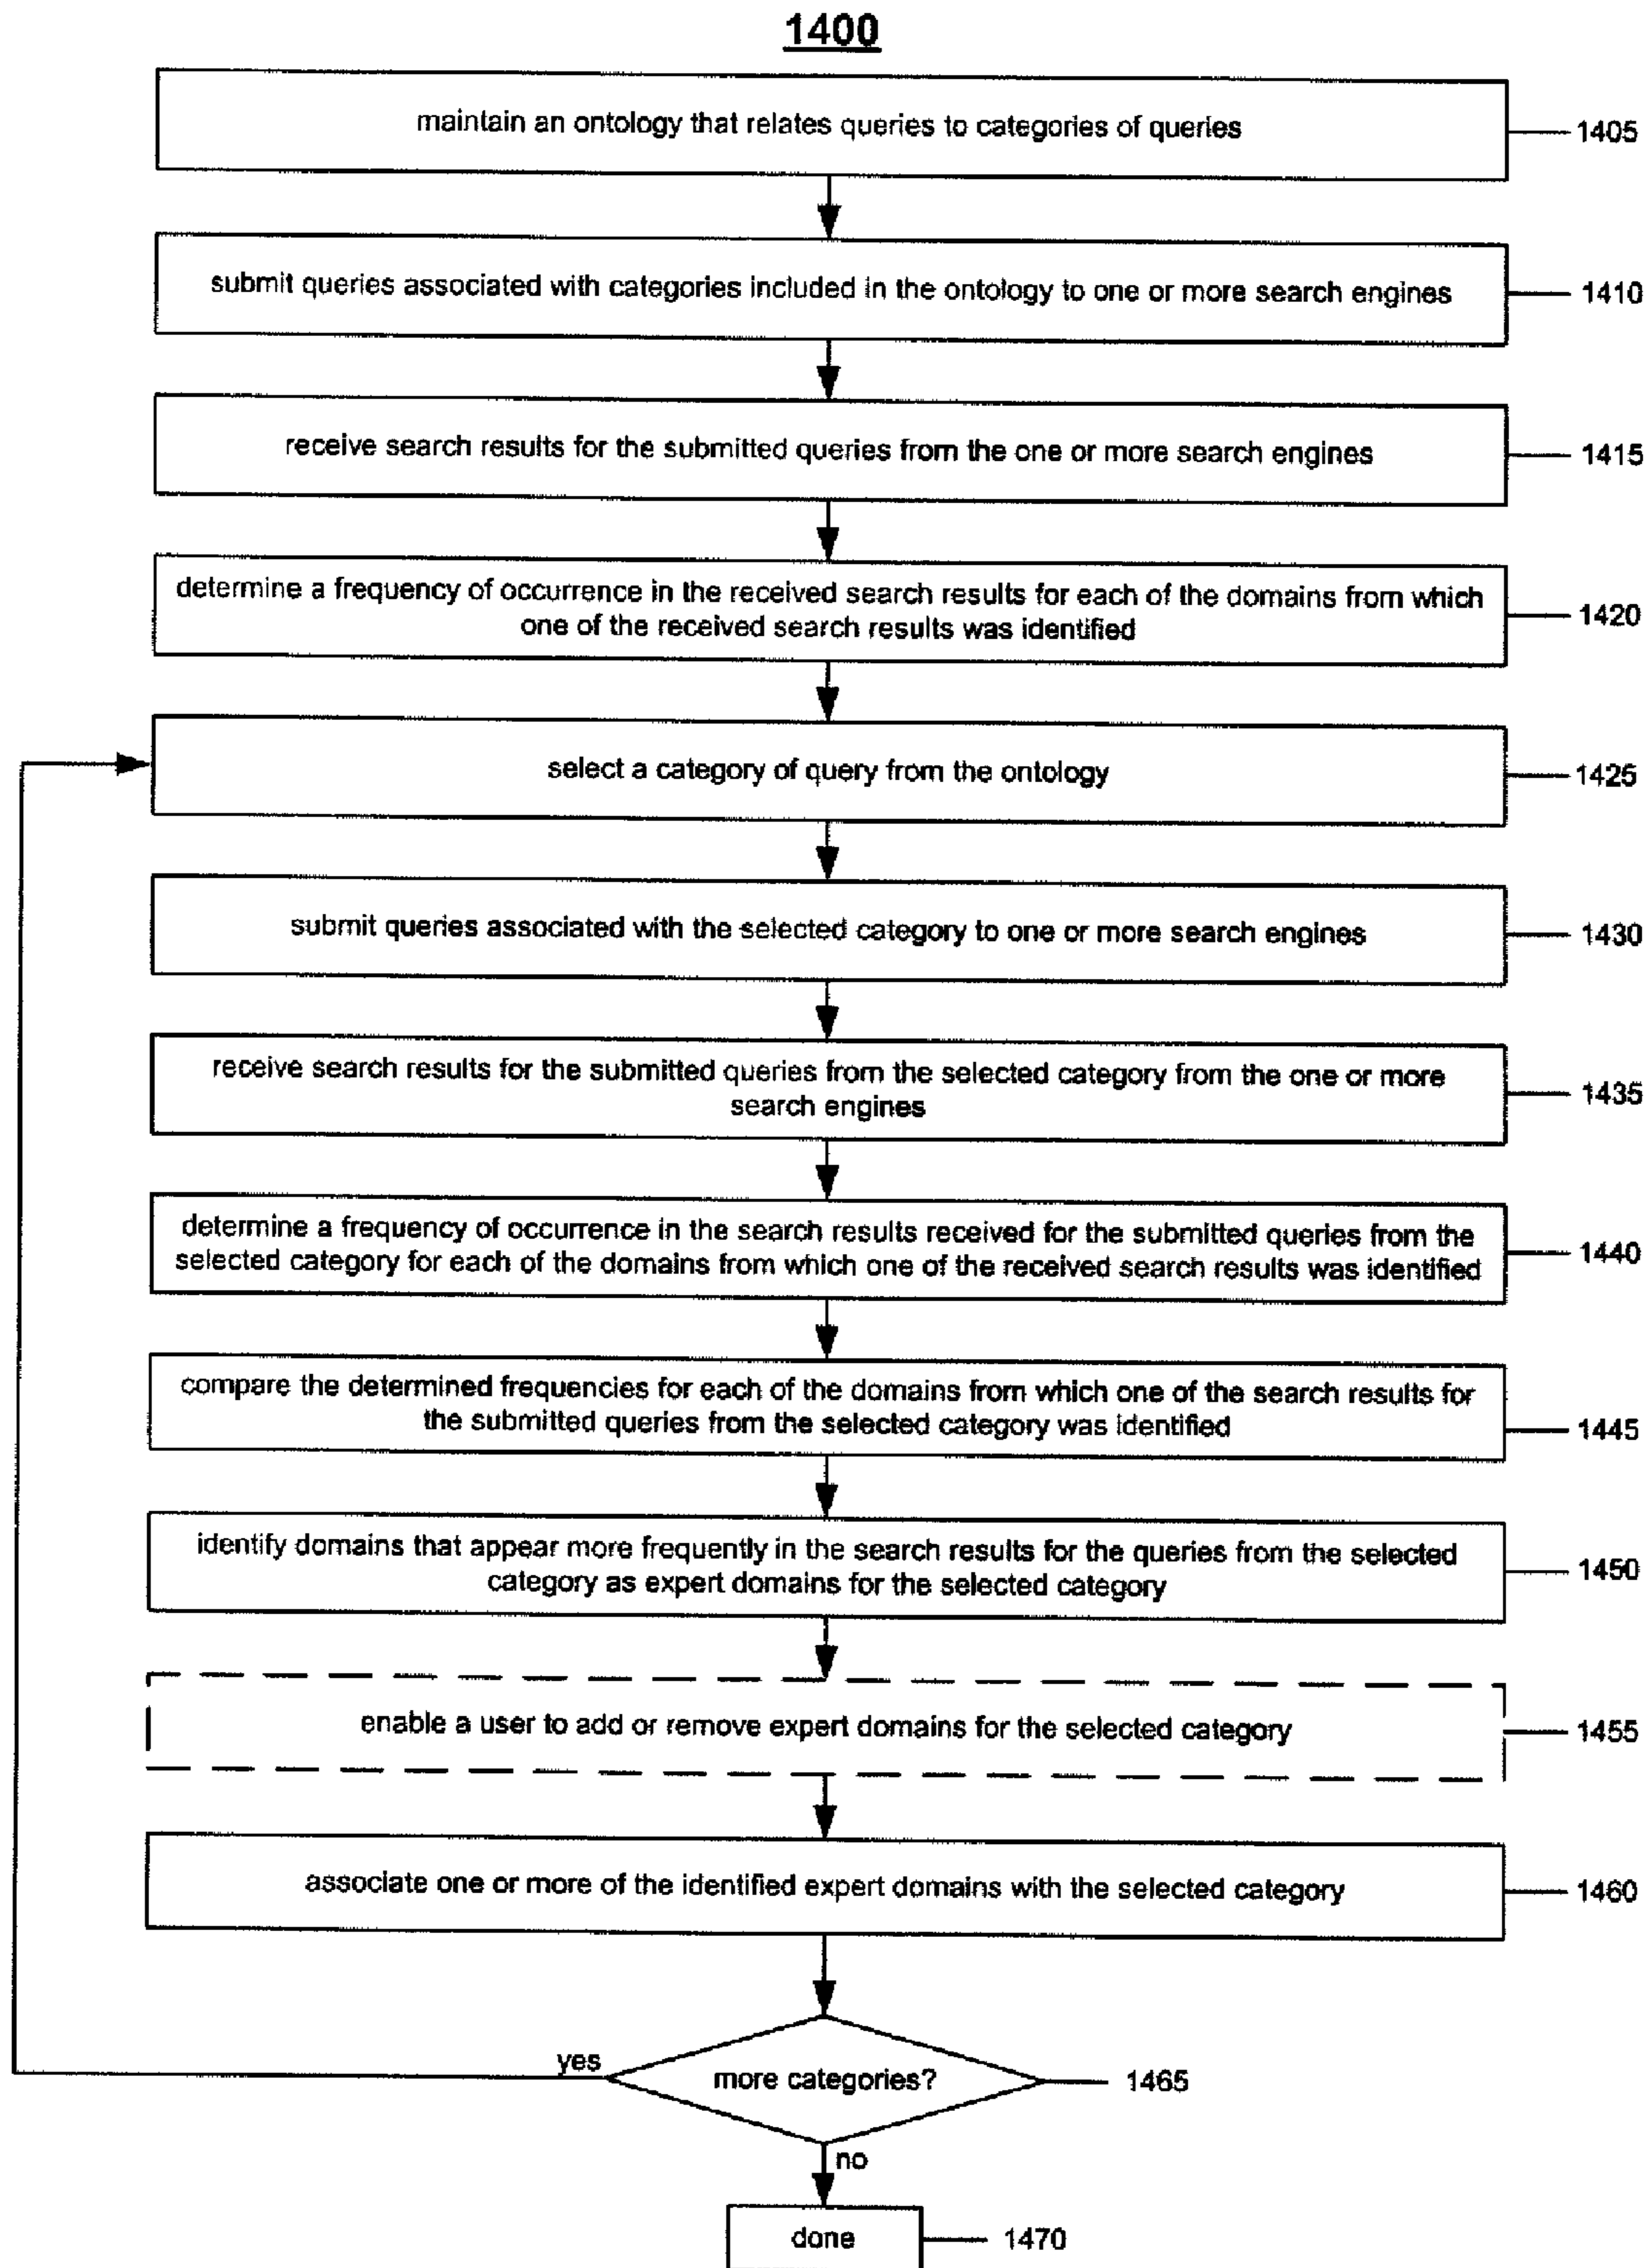 1400
maintain an ontology that relates queries to categories of queries
1405
submit queries associated with categories included in the ontology to one or more search engines
1410
receive search results for the submitted queries from the one or more search engines
1415
determine a frequency of occurrence in the received search results for each of the domains from which
one of the received search results was identified
1420
select a category of query from the ontology
1425
submit queries associated with the selected category to one or more search engines
1430
receive search results for the submitted queries from the selected category from the one or more
search engines
1435
determine a frequency of occurrence in the search results received for the submitted queries from the
selected category for each of the domains from which one of the received search results was identified
1440
compare the determined frequencies for each of the domains from which one of the search results for
the submitted queries from the selected category was identified
1445
identify domains that appear more frequently in the search results for the queries from the selected
category as expert domains for the selected category
1450
enable a user to add or remove expert domains for the selected category
1455
associate one or more of the identified expert domains with the selected category
1460
yes
more categories?
1465
no
done
1470